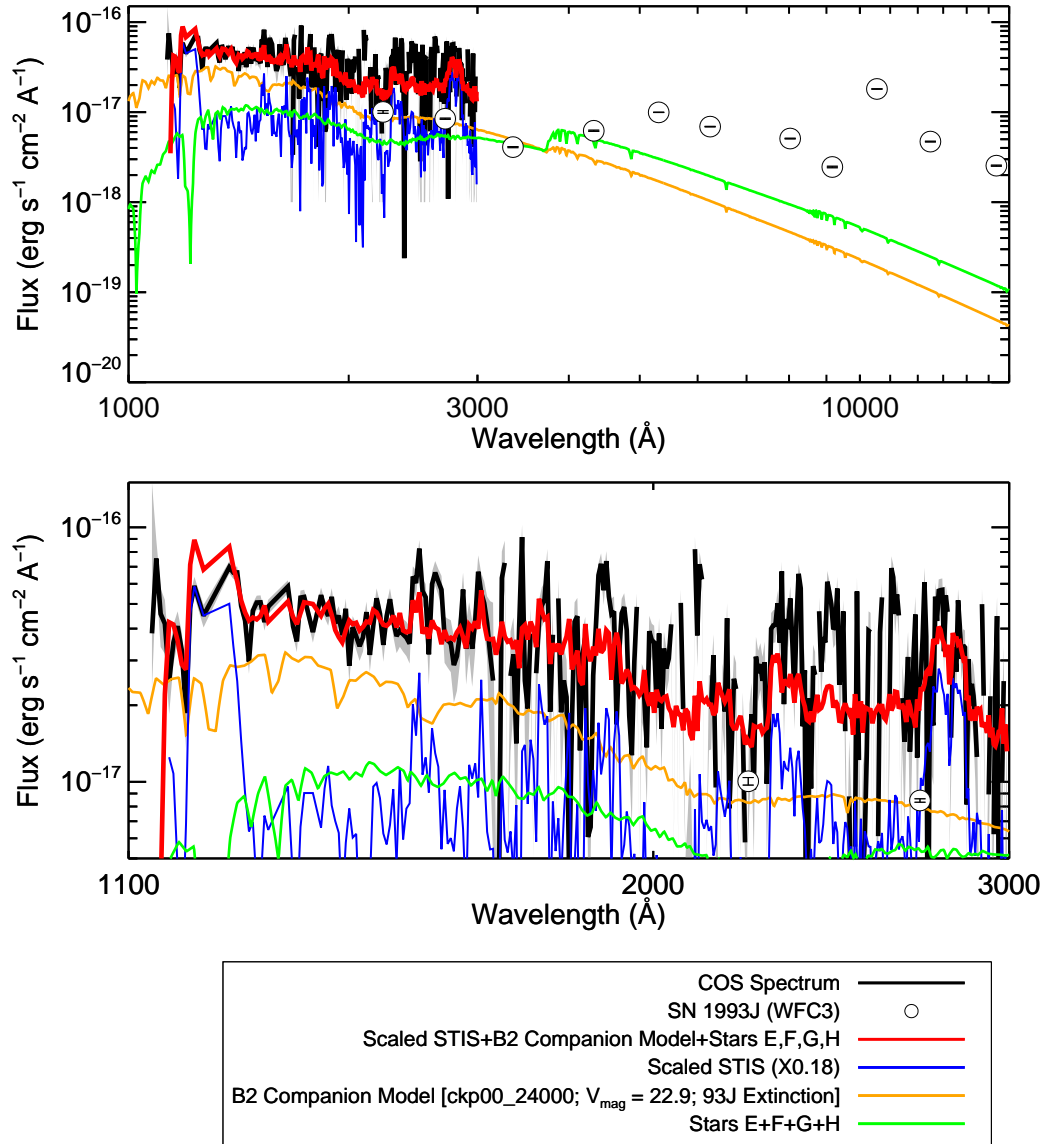 10⁻¹⁶
10⁻¹⁷
10⁻¹⁸
10⁻¹⁹
10⁻²⁰
Flux (erg s⁻¹ cm⁻² A⁻¹)
1000
3000
10000
Wavelength (Å)
10⁻¹⁶
10⁻¹⁷
Flux (erg s⁻¹ cm⁻² A⁻¹)
1100
2000
3000
Wavelength (Å)
COS Spectrum
SN 1993J (WFC3)
Scaled STIS+B2 Companion Model+Stars E,F,G,H
Scaled STIS (X0.18)
B2 Companion Model [ckp00_24000; Vmag = 22.9; 93J Extinction]
Stars E+F+G+H